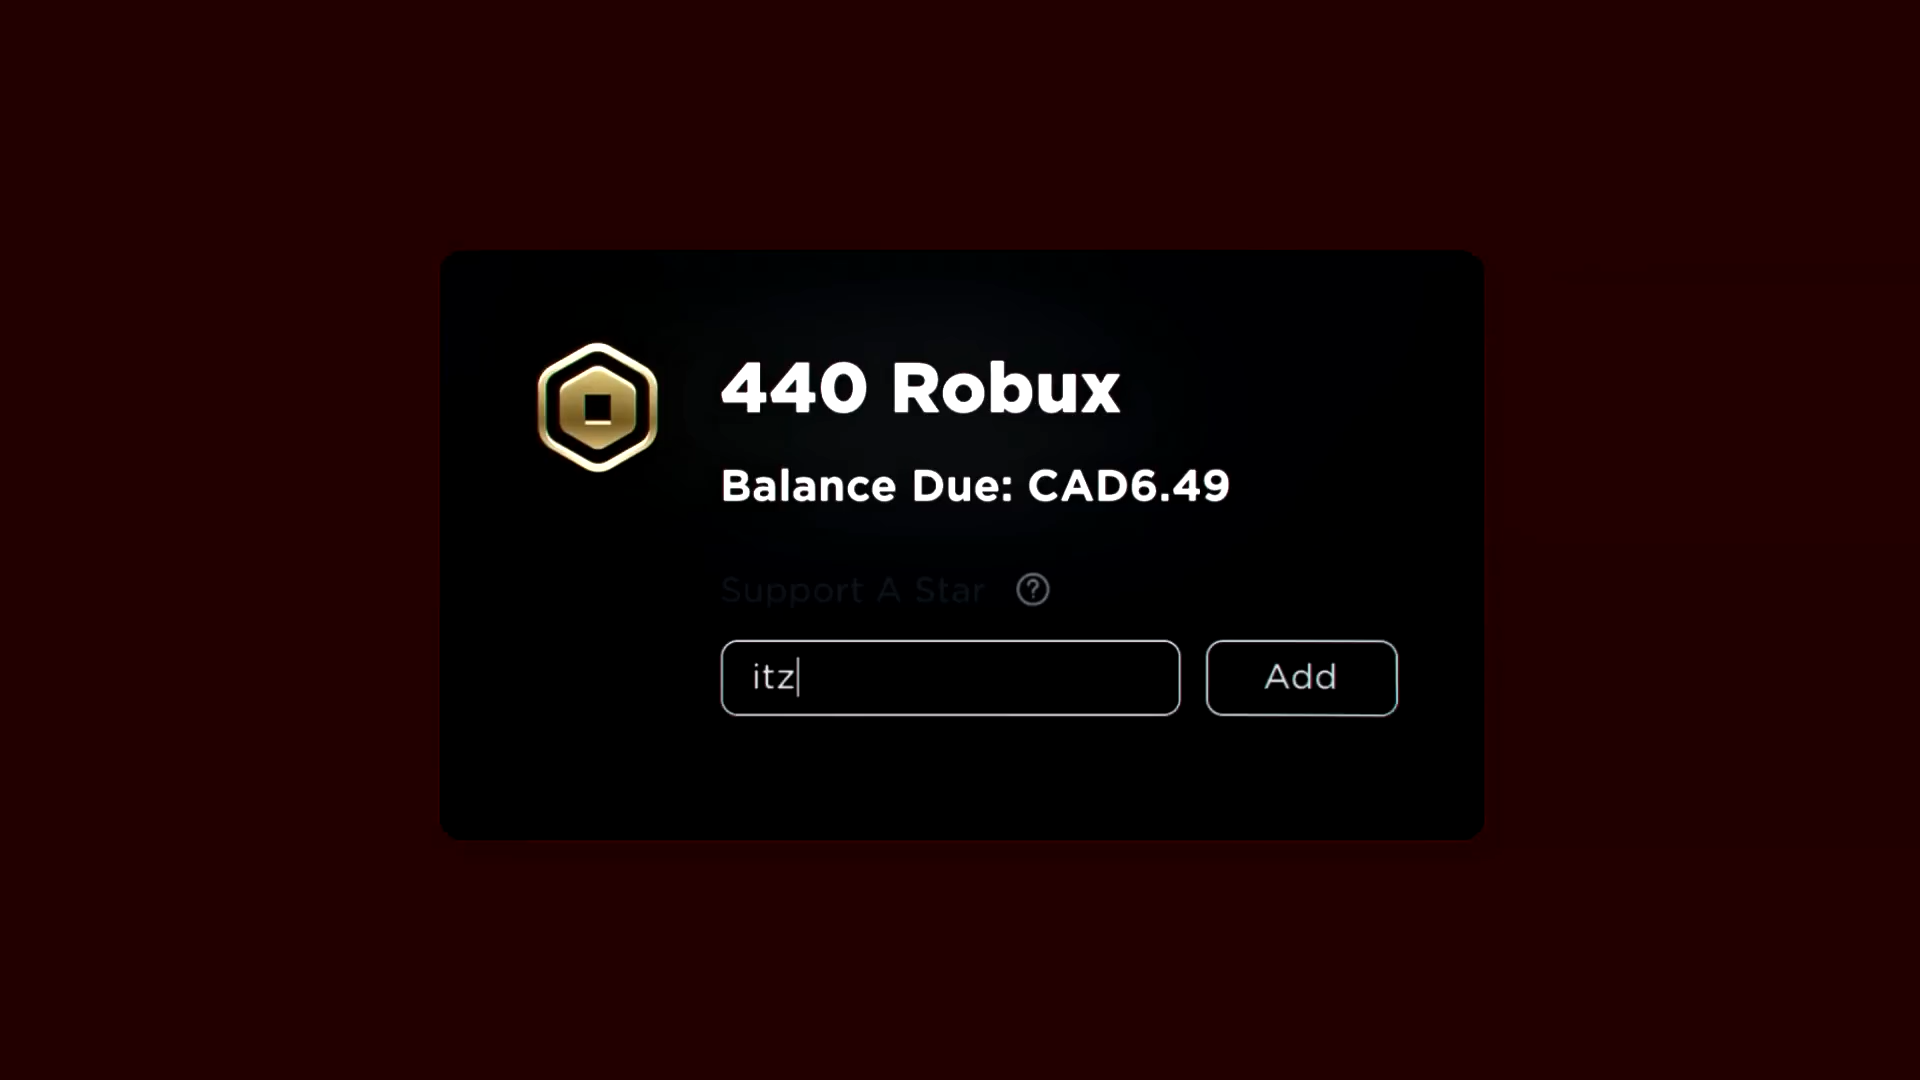 440 Robux
Balance Due: CAD6.49
Support A Star ?
itz
Add